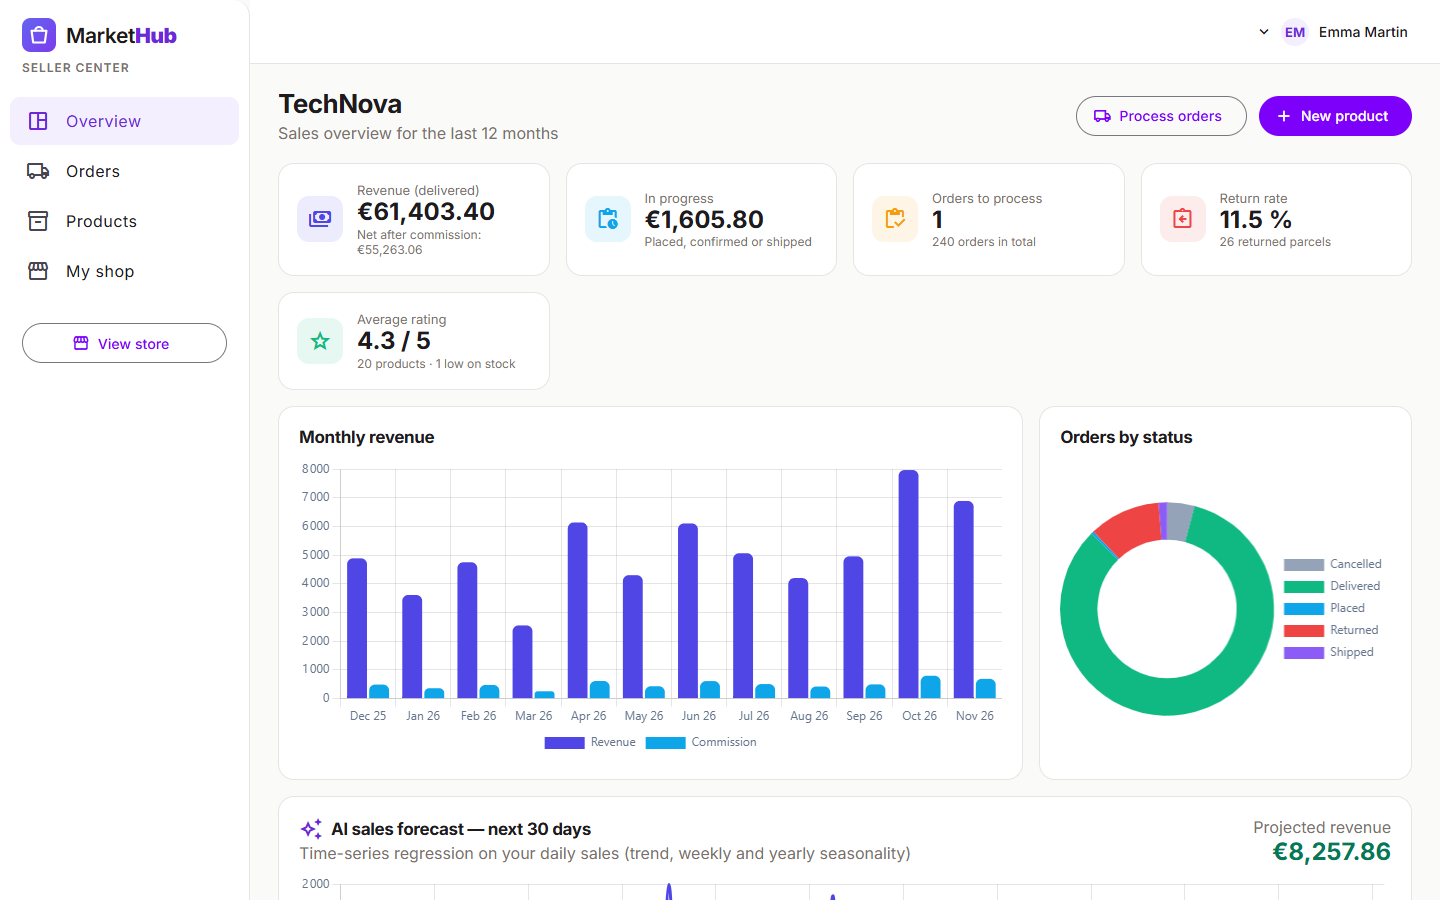 MarketHub
SELLER CENTER
Overview
Orders
Products
My shop
View store
EM
Emma Martin
TechNova
Sales overview for the last 12 months
Process orders
New product
Revenue (delivered)
€61,403.40
Net after commission:
€55,263.06
In progress
€1,605.80
Placed, confirmed or shipped
Orders to process
1
240 orders in total
Return rate
11.5 %
26 returned parcels
Average rating
4.3 / 5
20 products · 1 low on stock
Monthly revenue
8000
7000
6000
5000
4000
3000
2000
1000
0
Dec 25 Jan 26 Feb 26 Mar 26 Apr 26 May 26 Jun 26 Jul 26 Aug 26 Sep 26 Oct 26 Nov 26
Revenue Commission
Orders by status
Cancelled
Delivered
Placed
Returned
Shipped
AI sales forecast — next 30 days
Time-series regression on your daily sales (trend, weekly and yearly seasonality)
Projected revenue
€8,257.86
2000